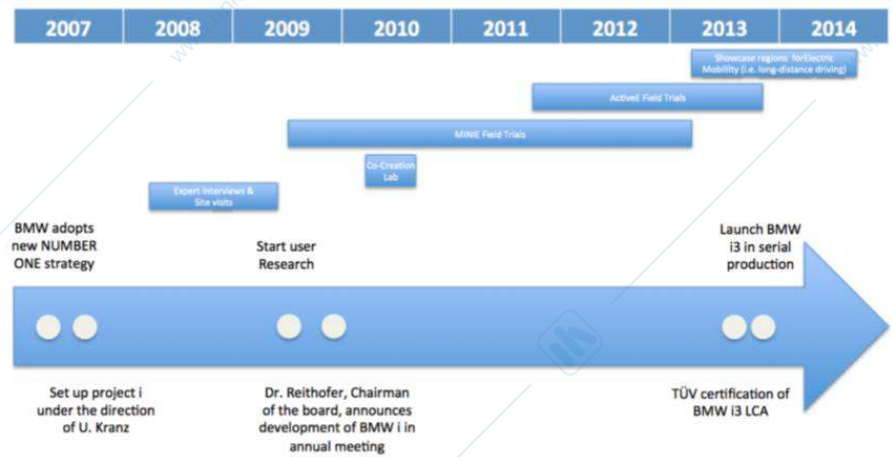 2007 2008 2009 2010 2011 2012 2013 2014
Showcase regions forElectric
Mobility (i.e. long-distance driving)
ActiveE Field Trials
MINIE Field Trials
Co-Creation
Lab
Expert Interviews &
Site visits
BMW adopts
new NUMBER
ONE strategy
Start user
Research
Launch BMW
i3 in serial
production
Set up project i
under the direction
of U. Kranz
Dr. Reithofer, Chairman
of the board, announces
development of BMW i in
annual meeting
TÜV certification of
BMW i3 LCA